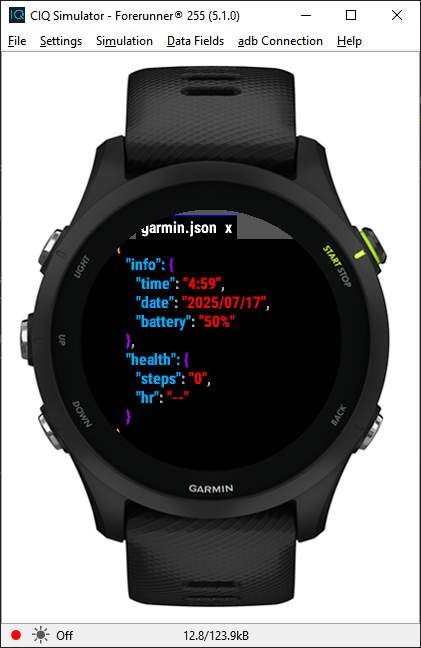 IQ CIQ Simulator - Forerunner® 255 (5.1.0)
File Settings Simulation Data Fields adb Connection Help
garmin.json x
{
"info": {
"time": "4:59",
"date": "2025/07/17",
"battery": "50%"
},
"health": {
"steps": "0",
"hr": "--"
}
}
LIGHT
START STOP
UP
DOWN
BACK
GARMIN
Off 12.8/123.9kB